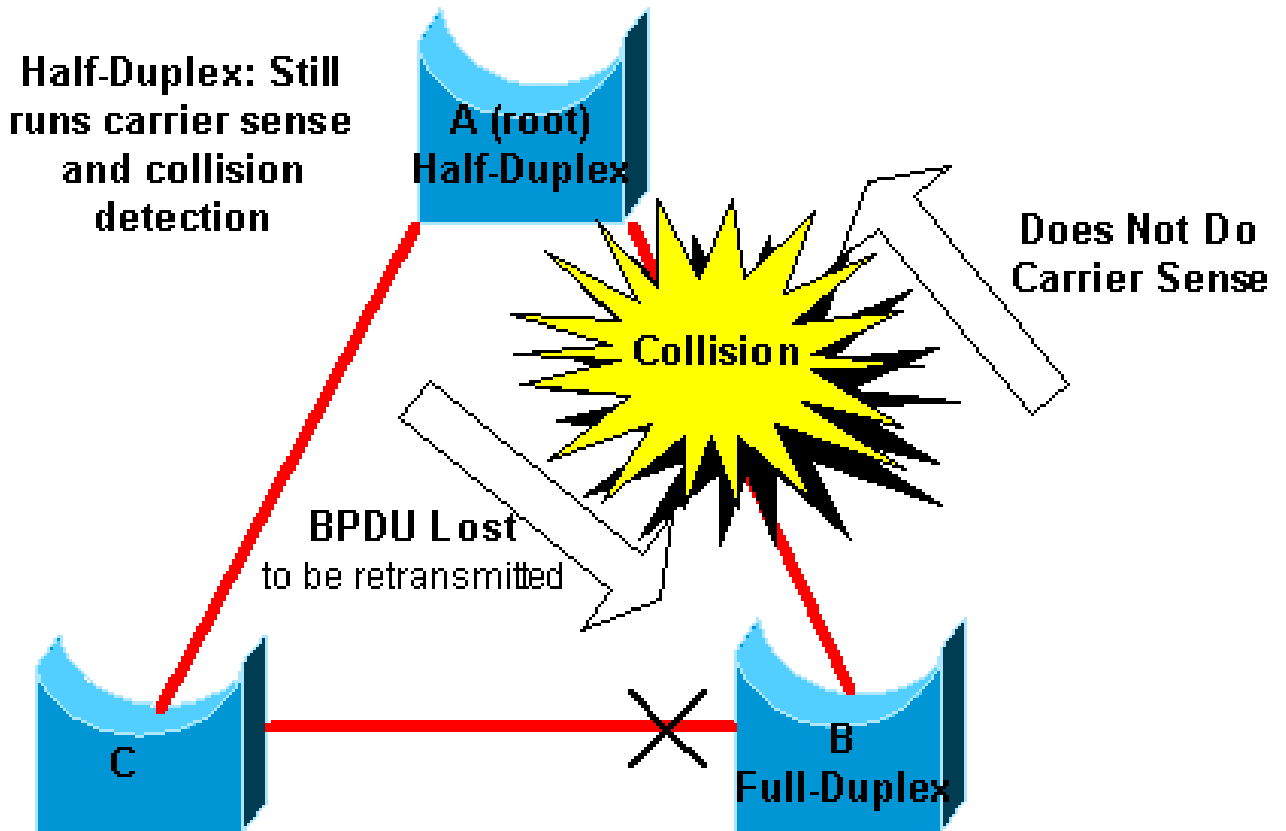 Half-Duplex: Still
runs carrier sense
and collision
detection
A (root)
Half-Duplex
Does Not Do
Carrier Sense
Collision
BPDU Lost
to be retransmitted
C
B
Full-Duplex